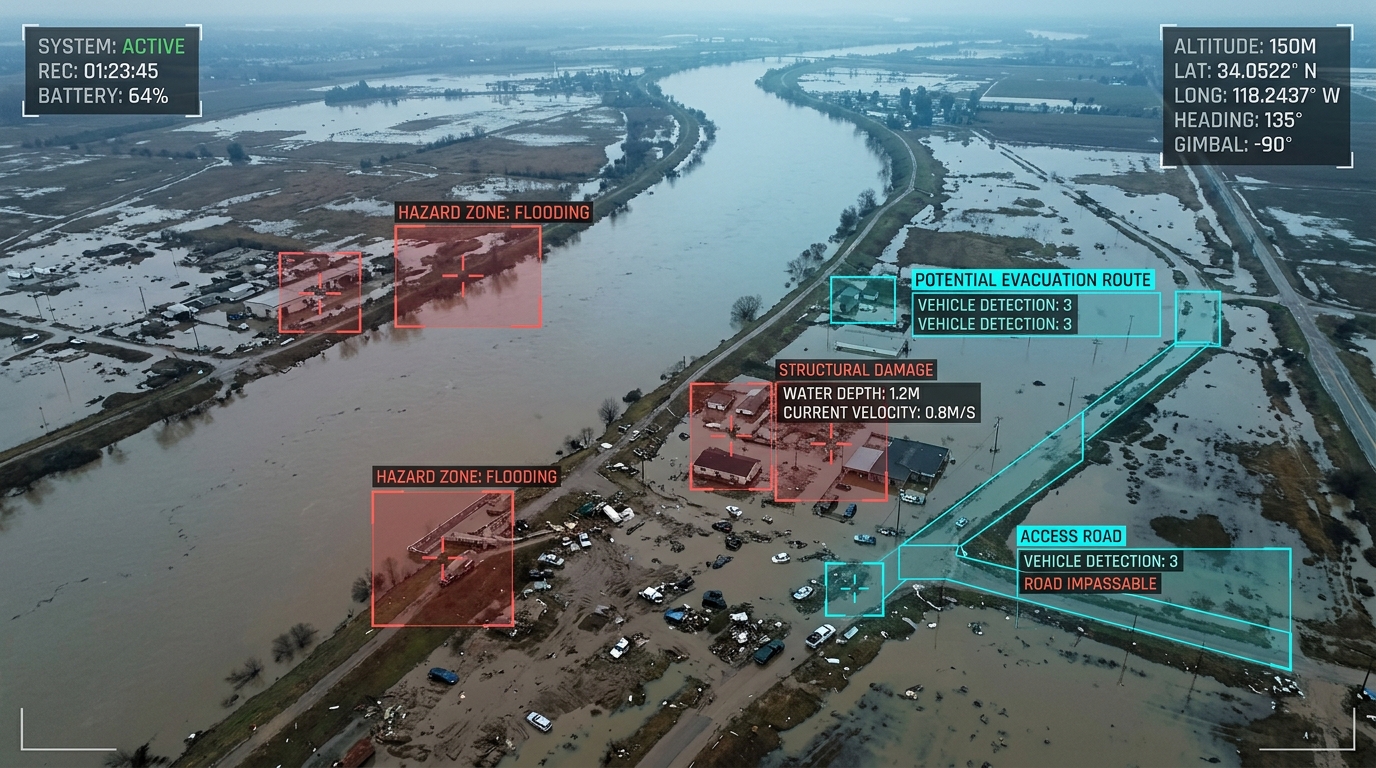 SYSTEM: ACTIVE
REC: 01:23:45
BATTERY: 64%
ALTITUDE: 150M
LAT: 34.0522° N
LONG: 118.2437° W
HEADING: 135°
GIMBAL: -90°
HAZARD ZONE: FLOODING
POTENTIAL EVACUATION ROUTE
VEHICLE DETECTION: 3
VEHICLE DETECTION: 3
STRUCTURAL DAMAGE
WATER DEPTH: 1.2M
CURRENT VELOCITY: 0.8M/S
HAZARD ZONE: FLOODING
ACCESS ROAD
VEHICLE DETECTION: 3
ROAD IMPASSABLE